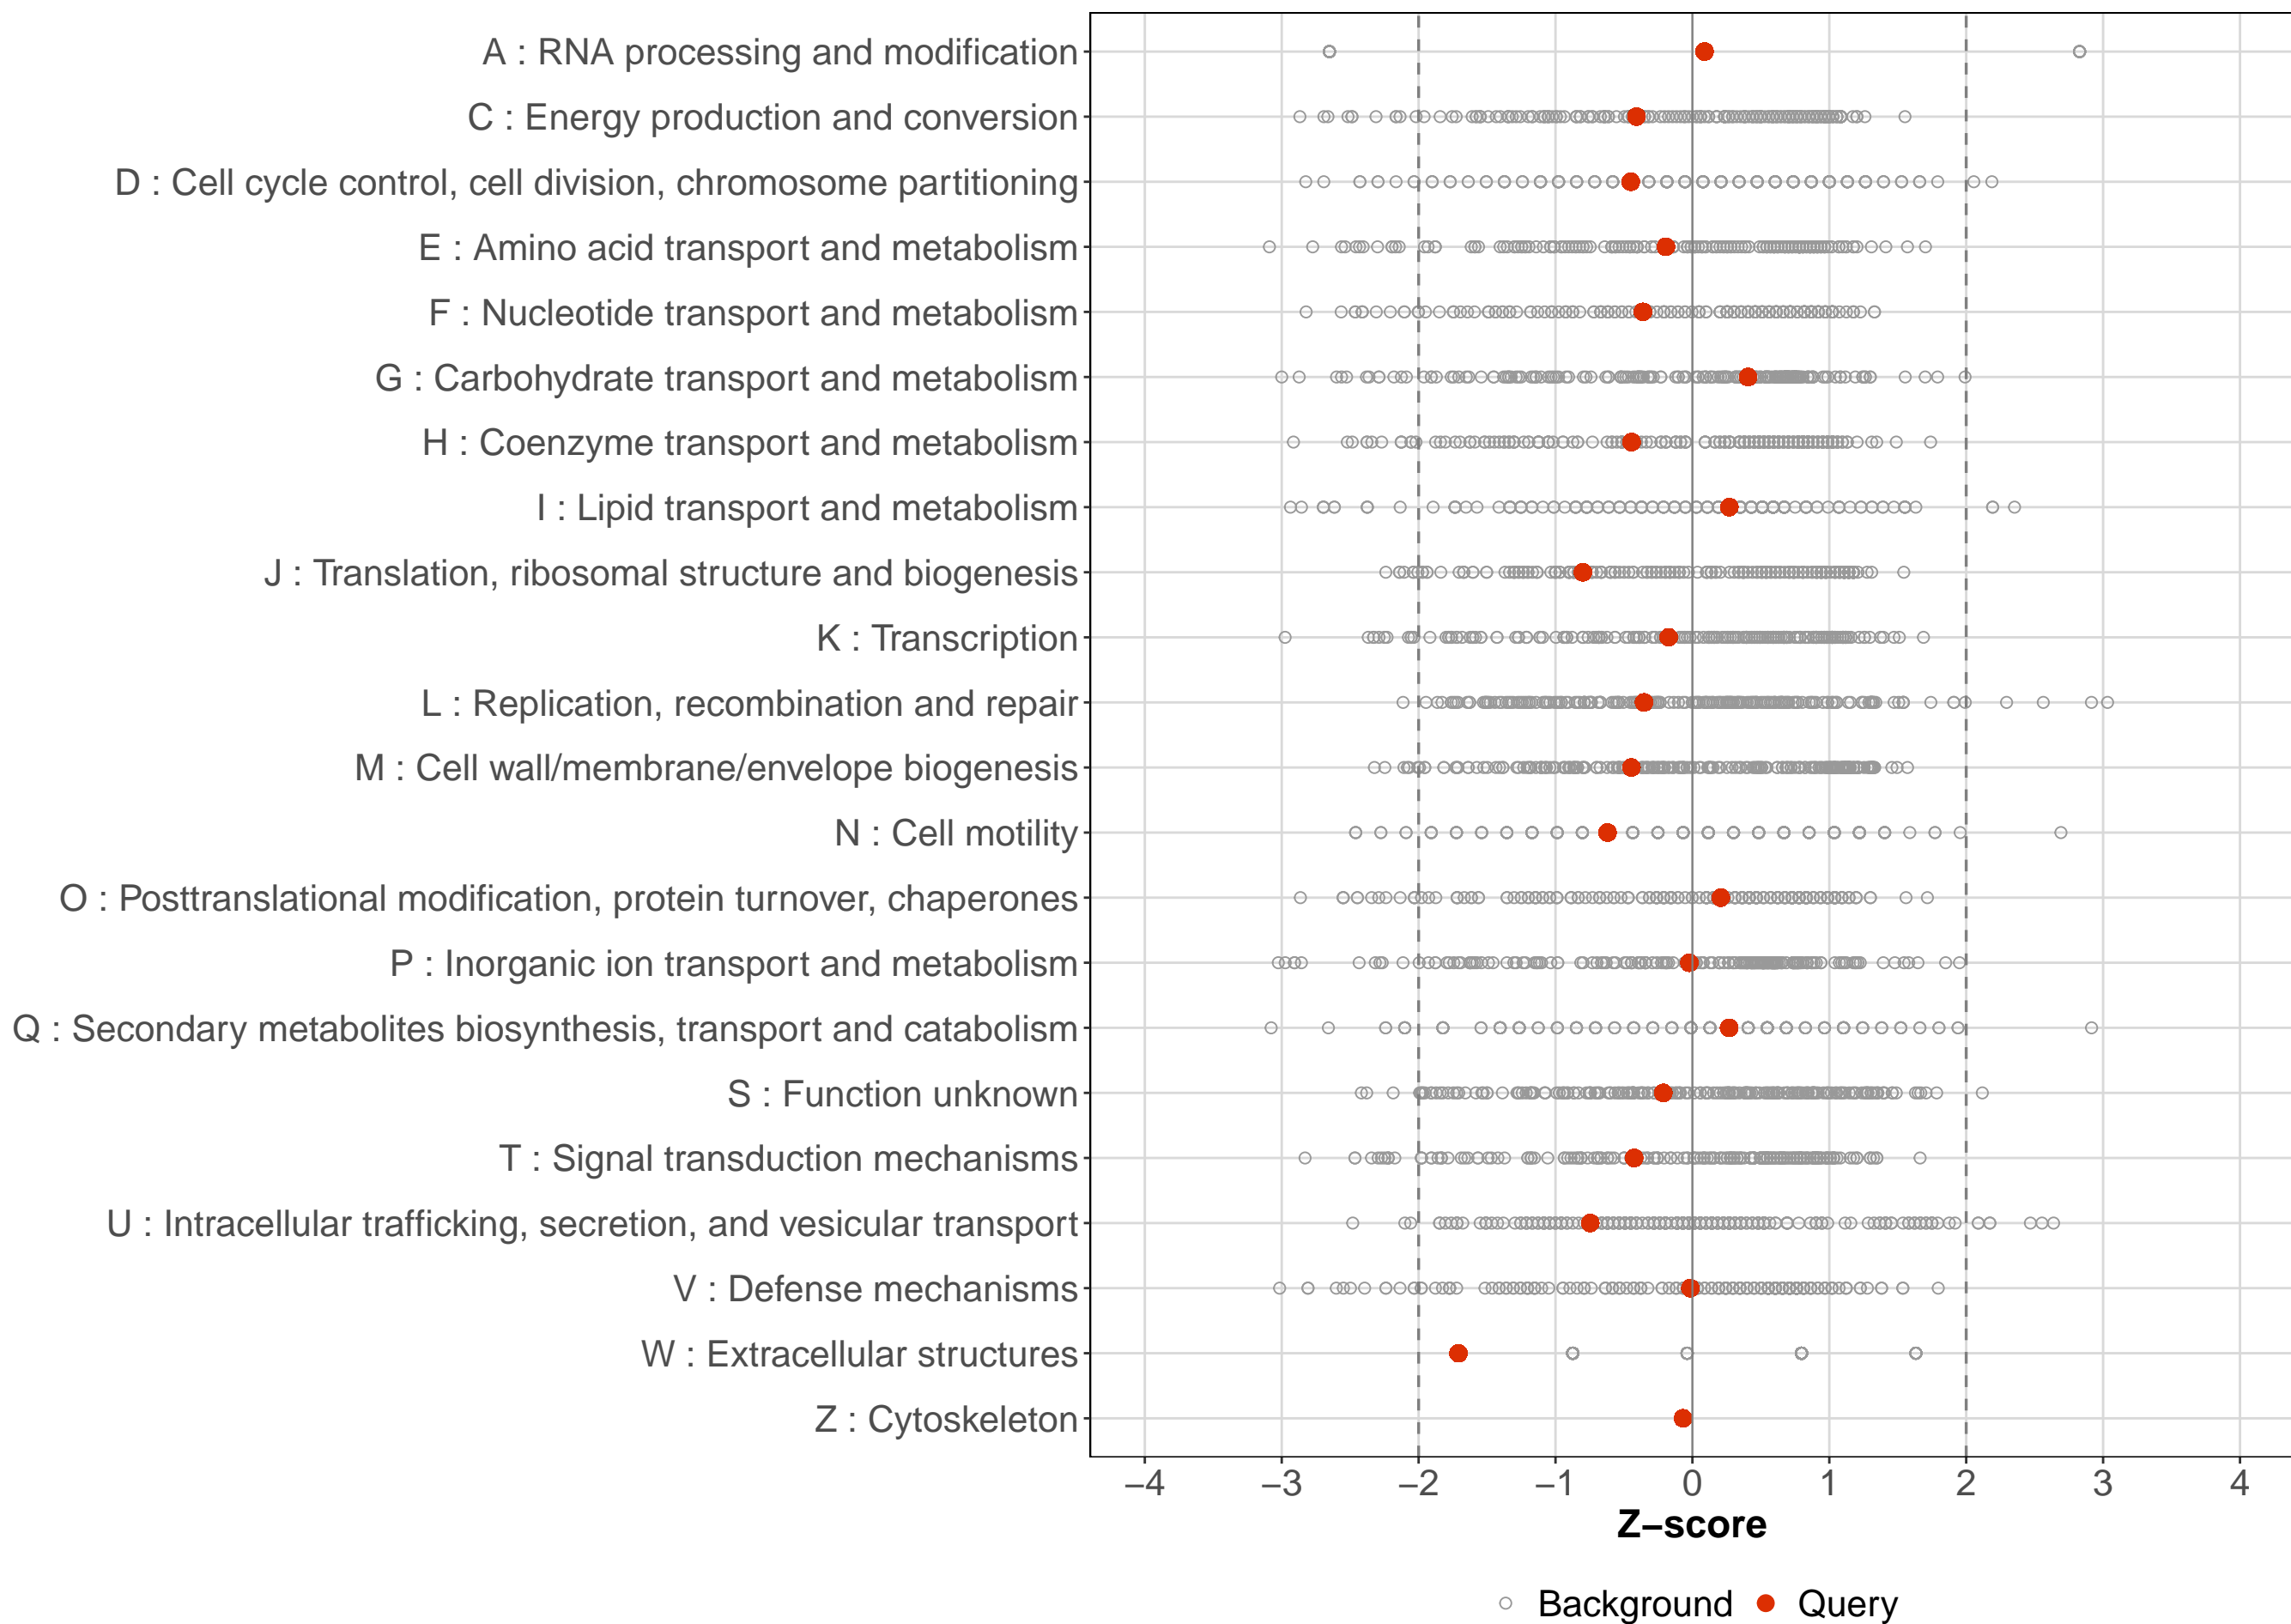 A : RNA processing and modification
C : Energy production and conversion
D : Cell cycle control, cell division, chromosome partitioning
E : Amino acid transport and metabolism
F : Nucleotide transport and metabolism
G : Carbohydrate transport and metabolism
H : Coenzyme transport and metabolism
I : Lipid transport and metabolism
J : Translation, ribosomal structure and biogenesis
K : Transcription
L : Replication, recombination and repair
M : Cell wall/membrane/envelope biogenesis
N : Cell motility
O : Posttranslational modification, protein turnover, chaperones
P : Inorganic ion transport and metabolism
Q : Secondary metabolites biosynthesis, transport and catabolism
S : Function unknown
T : Signal transduction mechanisms
U : Intracellular trafficking, secretion, and vesicular transport
V : Defense mechanisms
W : Extracellular structures
Z : Cytoskeleton
−4 −3 −2 −1 0 1 2 3 4
Z−score
Background Query